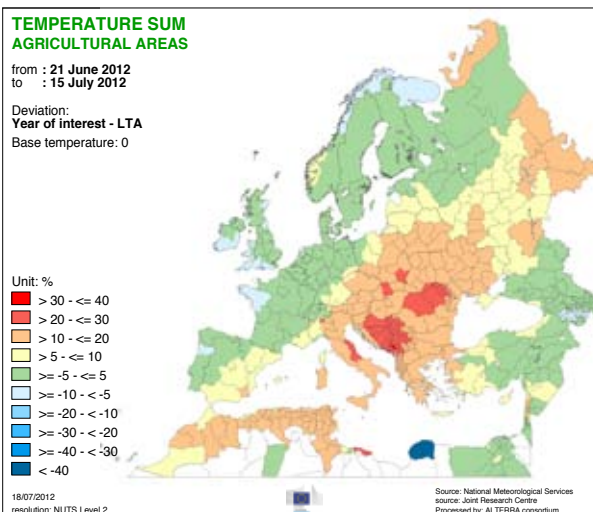 TEMPERATURE SUM
AGRICULTURAL AREAS
from : 21 June 2012
to : 15 July 2012
Deviation:
Year of interest - LTA
Base temperature: 0
Unit: %
> 30 - <= 40
> 20 - <= 30
> 10 - <= 20
> 5 - <= 10
>= -5 - <= 5
>= -10 - < -5
>= -20 - < -10
>= -30 - < -20
>= -40 - < -30
< -40
18/07/2012
resolution: NUTS Level 2
Source: National Meteorological Services
source: Joint Research Centre
Processed by: ALTERRA consortium